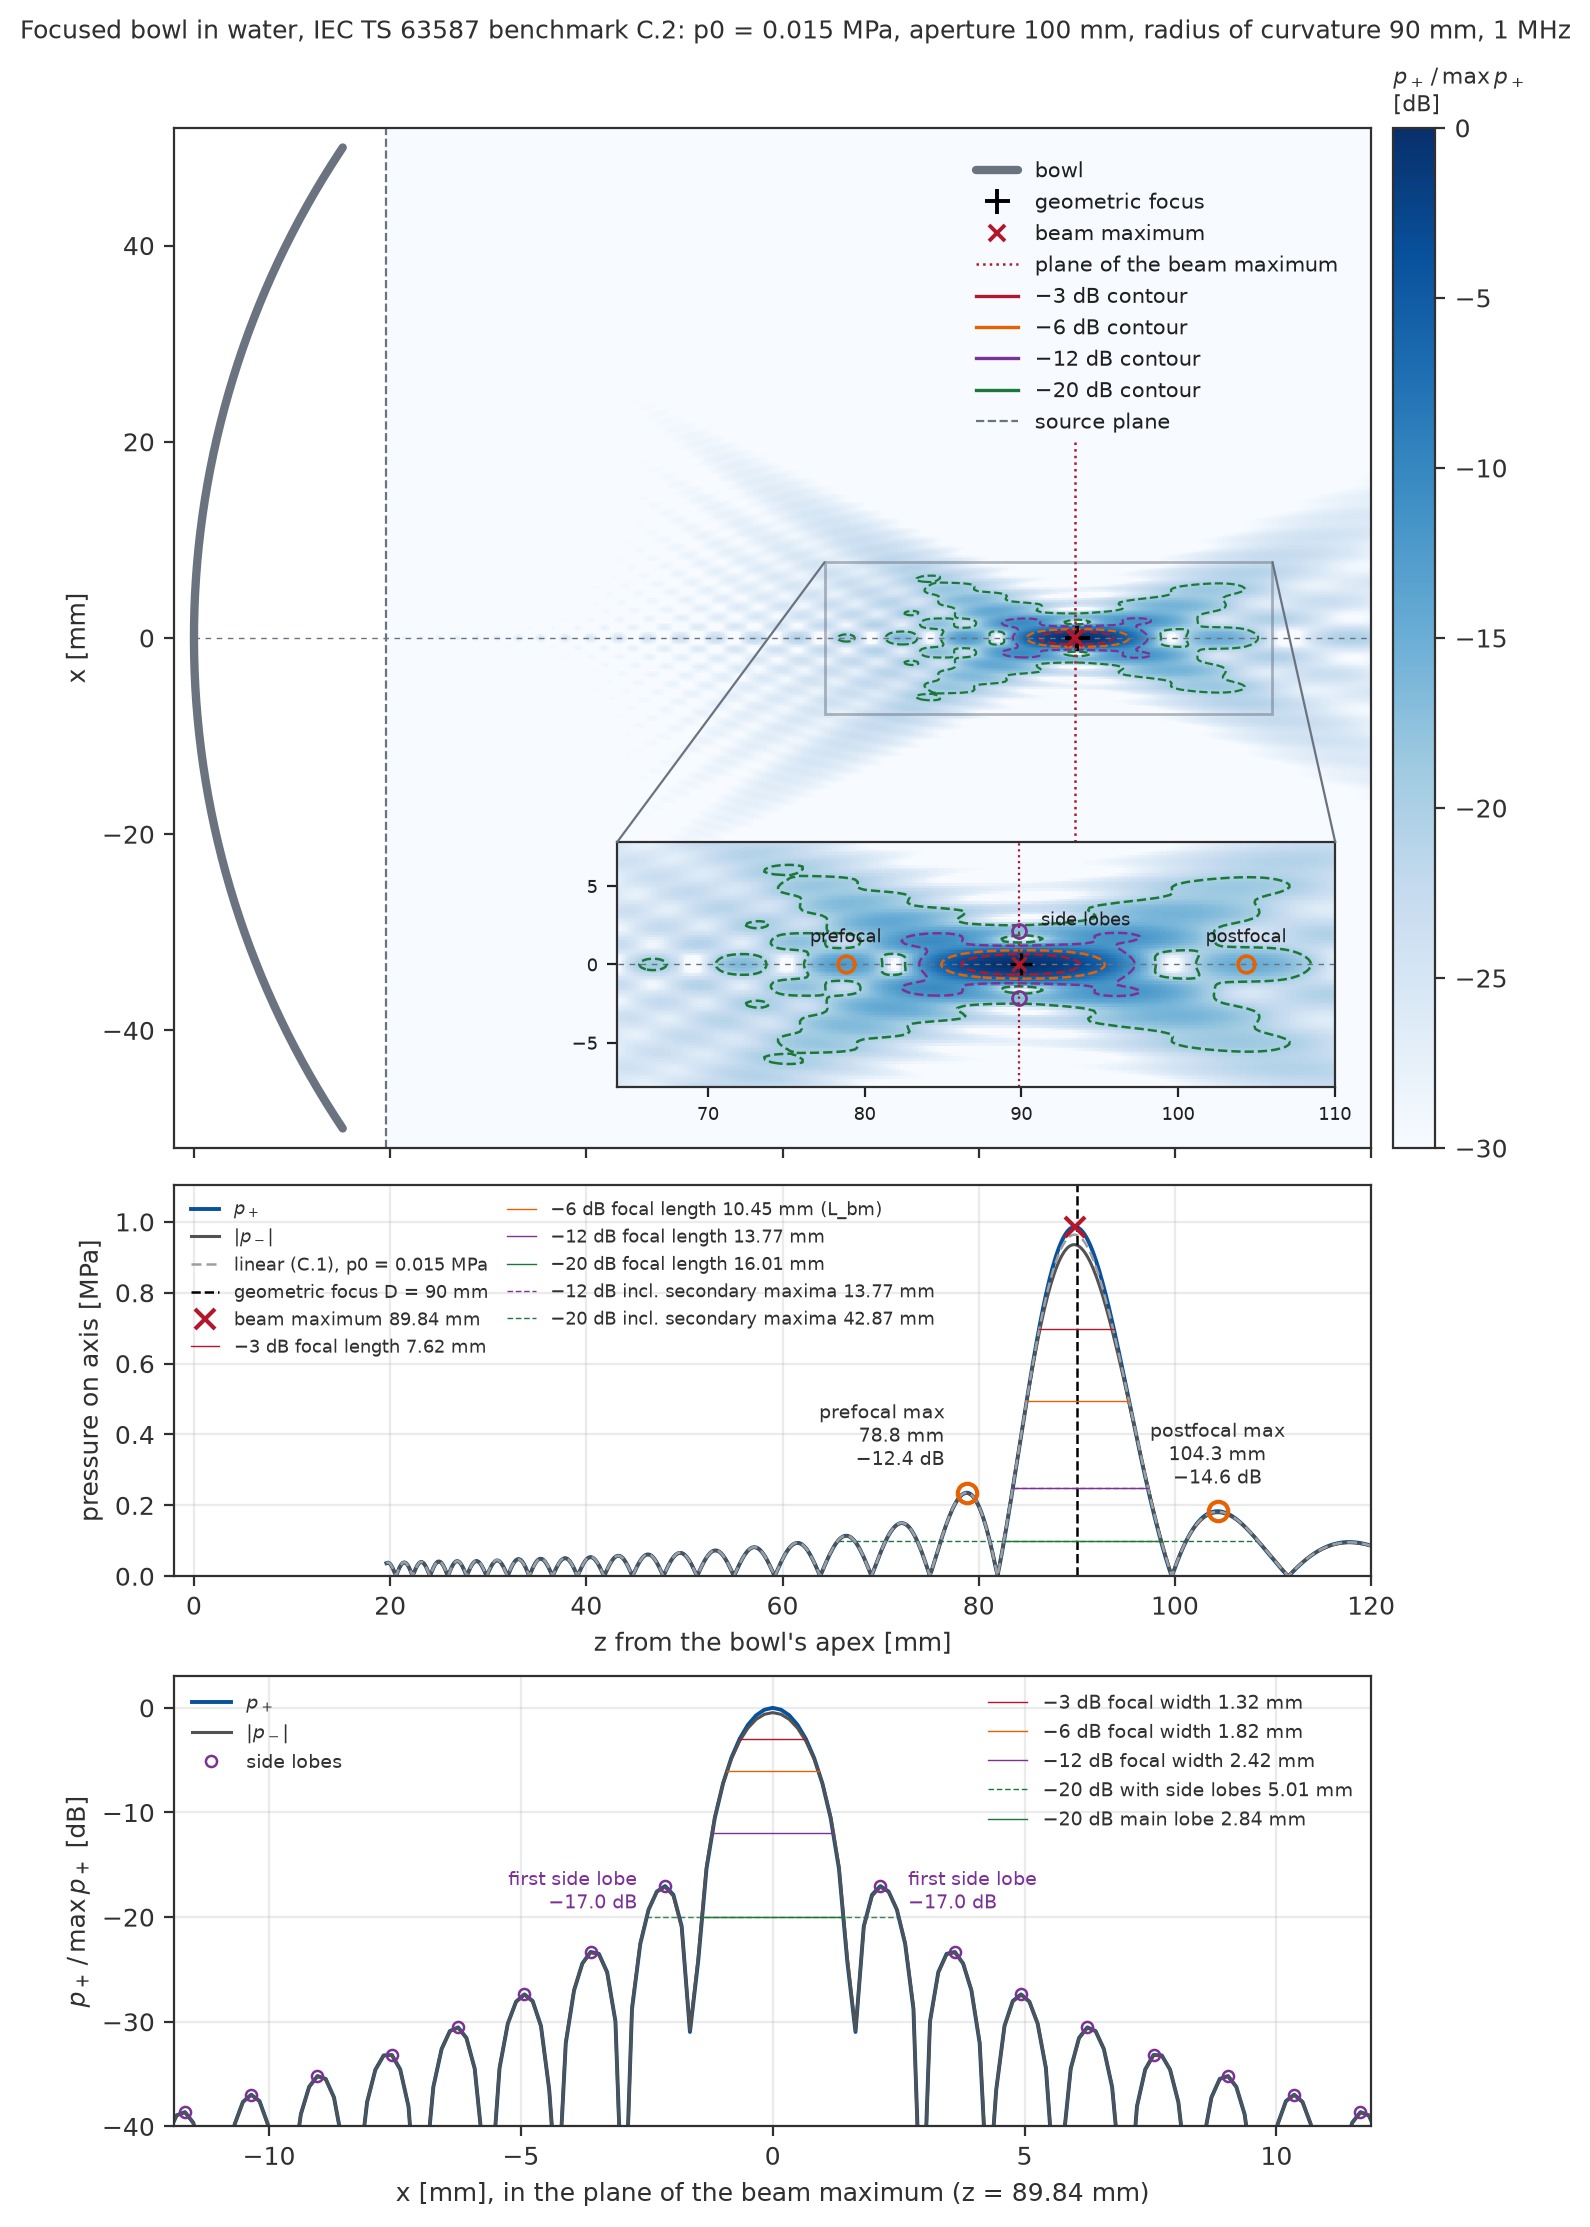 Focused bowl in water, IEC TS 63587 benchmark C.2: p0 = 0.015 MPa, aperture 100 mm, radius of curvature 90 mm, 1 MHz
p₊ / max p₊
[dB]
0
−5
−10
−15
−20
−25
−30
bowl
geometric focus
beam maximum
plane of the beam maximum
−3 dB contour
−6 dB contour
−12 dB contour
−20 dB contour
source plane
x [mm]
40
20
0
−20
−40
side lobes
prefocal
postfocal
5
0
−5
70
80
90
100
110
p₊
|p₋|
linear (C.1), p0 = 0.015 MPa
geometric focus D = 90 mm
beam maximum 89.84 mm
−3 dB focal length 7.62 mm
−6 dB focal length 10.45 mm (L_bm)
−12 dB focal length 13.77 mm
−20 dB focal length 16.01 mm
−12 dB incl. secondary maxima 13.77 mm
−20 dB incl. secondary maxima 42.87 mm
pressure on axis [MPa]
1.0
0.8
0.6
0.4
0.2
0.0
prefocal max
78.8 mm
−12.4 dB
postfocal max
104.3 mm
−14.6 dB
0
20
40
60
80
100
120
z from the bowl's apex [mm]
p₊
|p₋|
side lobes
−3 dB focal width 1.32 mm
−6 dB focal width 1.82 mm
−12 dB focal width 2.42 mm
−20 dB with side lobes 5.01 mm
−20 dB main lobe 2.84 mm
p₊ / max p₊ [dB]
0
−10
−20
−30
−40
first side lobe
−17.0 dB
first side lobe
−17.0 dB
−10
−5
0
5
10
x [mm], in the plane of the beam maximum (z = 89.84 mm)